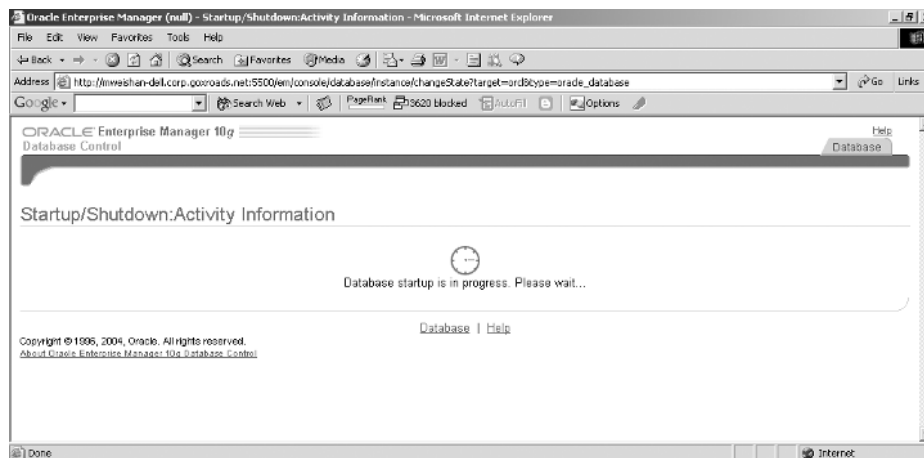 Oracle Enterprise Manager (null) - Startup/Shutdown:Activity Information - Microsoft Internet Explorer
File Edit View Favorites Tools Help
Back Search Favorites Media
Address http://mweishan-dell.corp.goxroads.net:5500/em/console/database/instance/changeState?target=ord&type=oracle_database Go Links
Google Search Web PageRank 3620 blocked AutoFill Options
ORACLE Enterprise Manager 10g
Help
Database Control
Database
Startup/Shutdown:Activity Information
Database startup is in progress. Please wait...
Database | Help
Copyright © 1996, 2004, Oracle. All rights reserved.
About Oracle Enterprise Manager 10g Database Control
Done Internet